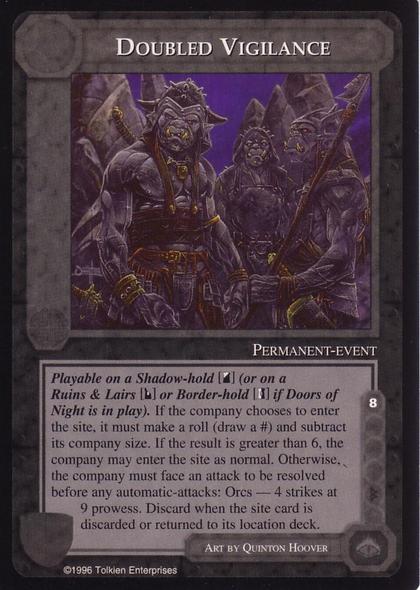 Doubled Vigilance
Permanent-event
Playable on a Shadow-hold [] (or on a
Ruins & Lairs [] or Border-hold [] if Doors of
Night is in play). If the company chooses to enter
the site, it must make a roll (draw a #) and subtract
its company size. If the result is greater than 6, the
company may enter the site as normal. Otherwise,
the company must face an attack to be resolved
before any automatic-attacks: Orcs — 4 strikes at
9 prowess. Discard when the site card is
discarded or returned to its location deck.
8
Art by Quinton Hoover
©1996 Tolkien Enterprises